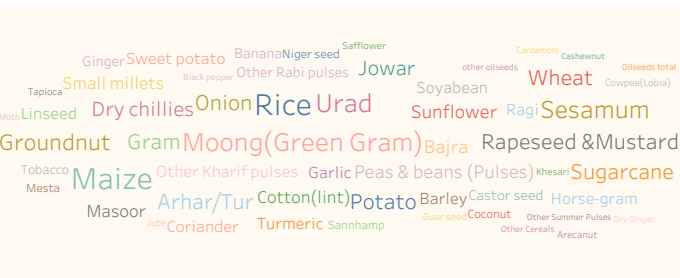 Safflower
Ginger Sweet potato Banana Niger seed Cardamom Cashewnut
Small millets Black pepper Other Rabi pulses Jowar other oilseeds Wheat Oilseeds total
Tapioca Soyabean Cowpea(Lobia)
Moth Linseed Dry chillies Onion Rice Urad Sunflower Ragi Sesamum
Groundnut Gram Moong(Green Gram) Bajra Rapeseed &Mustard
Tobacco Maize Other Kharif pulses Garlic Peas & beans (Pulses) Khesari Sugarcane
Mesta Arhar/Tur Cotton(lint) Potato Barley Castor seed Horse-gram
Masoor Guar seed Coconut Other Summer Pulses Dry Ginger
Jute Coriander Turmeric Sannhamp Other Cereals Arecanut